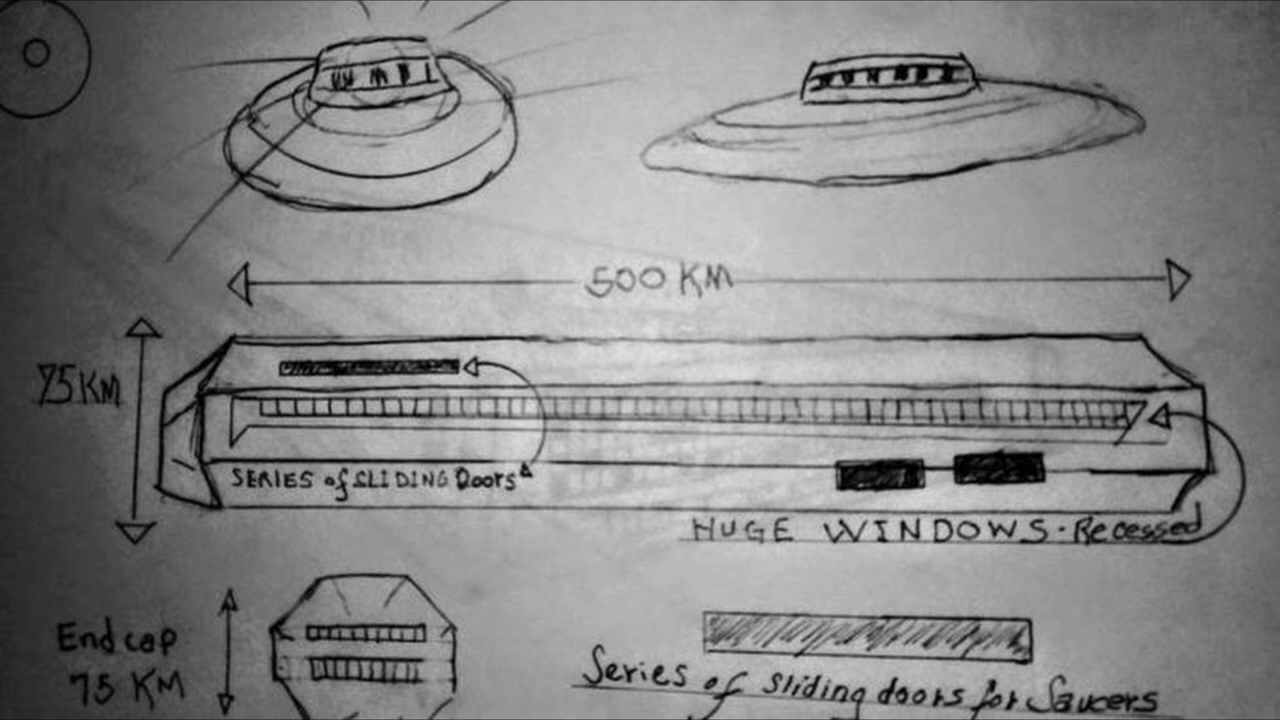 500 KM
75 KM
SERIES of SLIDING Doors
HUGE WINDOWS - Recessed
End cap
75 KM
Series of sliding doors for Saucers